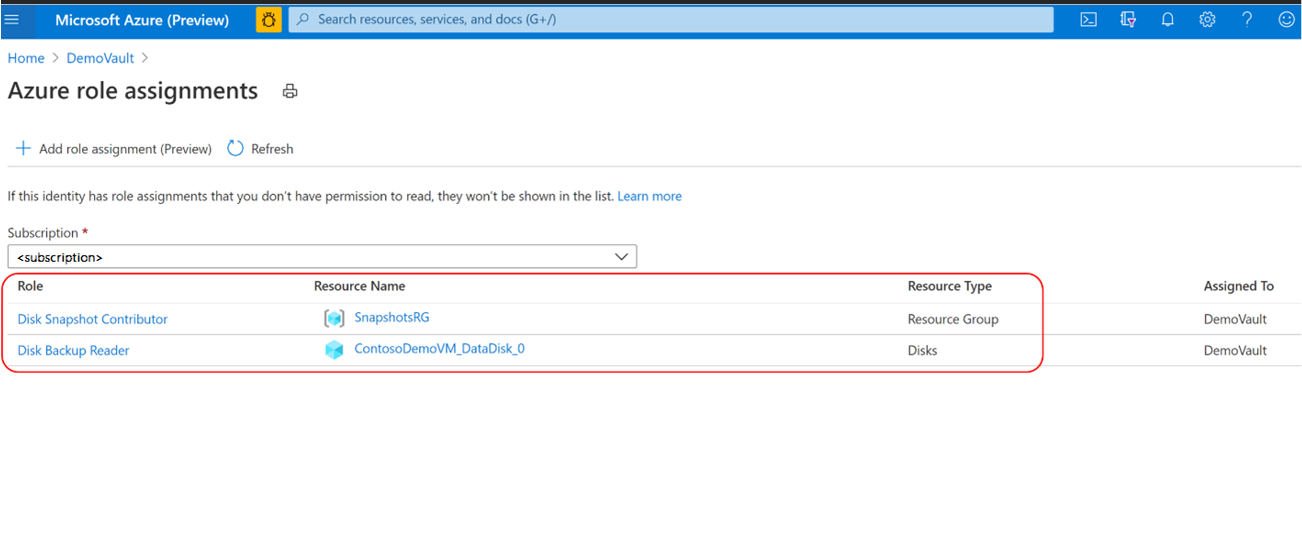 Microsoft Azure (Preview) Search resources, services, and docs (G+/)
Home > DemoVault >
Azure role assignments
Add role assignment (Preview) Refresh
If this identity has role assignments that you don't have permission to read, they won't be shown in the list. Learn more
Subscription *
<subscription>
Role Resource Name Resource Type Assigned To
Disk Snapshot Contributor SnapshotsRG Resource Group DemoVault
Disk Backup Reader ContosoDemoVM_DataDisk_0 Disks DemoVault